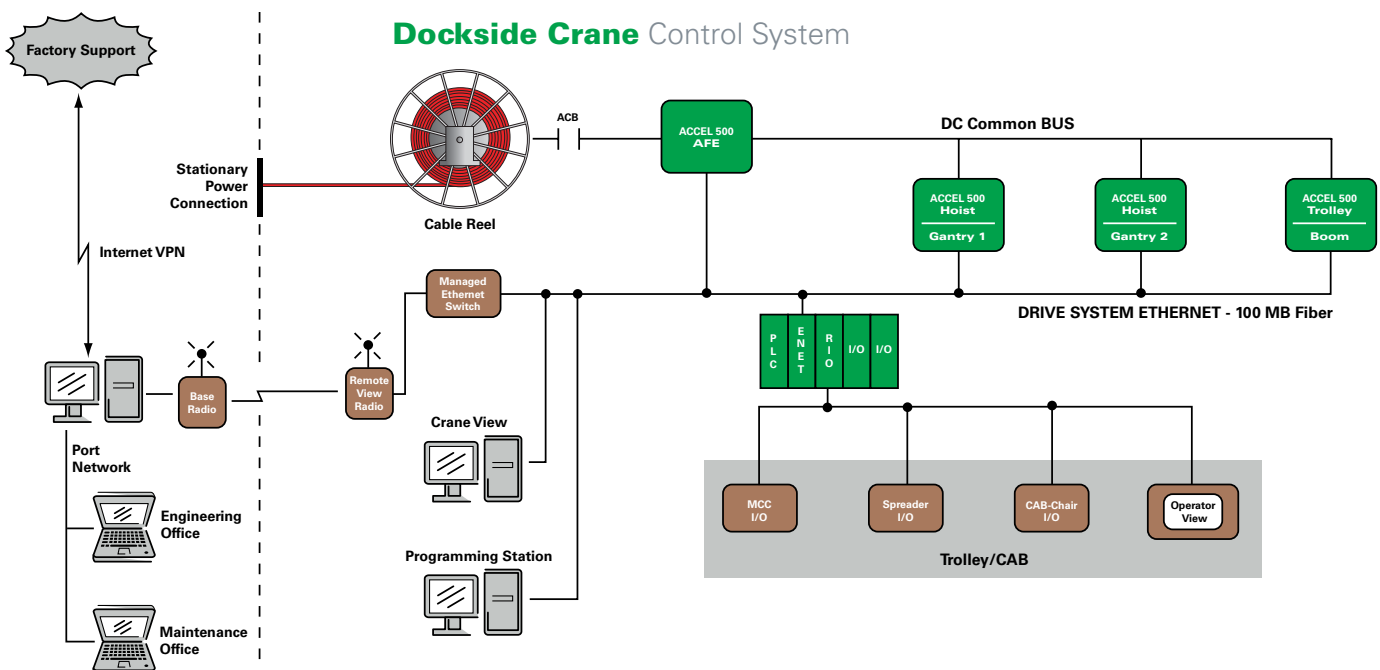 Dockside Crane Control System
Factory Support
Internet VPN
Stationary
Power
Connection
Cable Reel
ACB
ACCEL 500
AFE
DC Common BUS
ACCEL 500
Hoist
Gantry 1
ACCEL 500
Hoist
Gantry 2
ACCEL 500
Trolley
Boom
Managed
Ethernet
Switch
DRIVE SYSTEM ETHERNET - 100 MB Fiber
Base
Radio
Remote
View
Radio
PLC
ENET
RIO
I/O
I/O
Port
Network
Engineering
Office
Maintenance
Office
Crane View
Programming Station
MCC
I/O
Spreader
I/O
CAB-Chair
I/O
Operator
View
Trolley/CAB